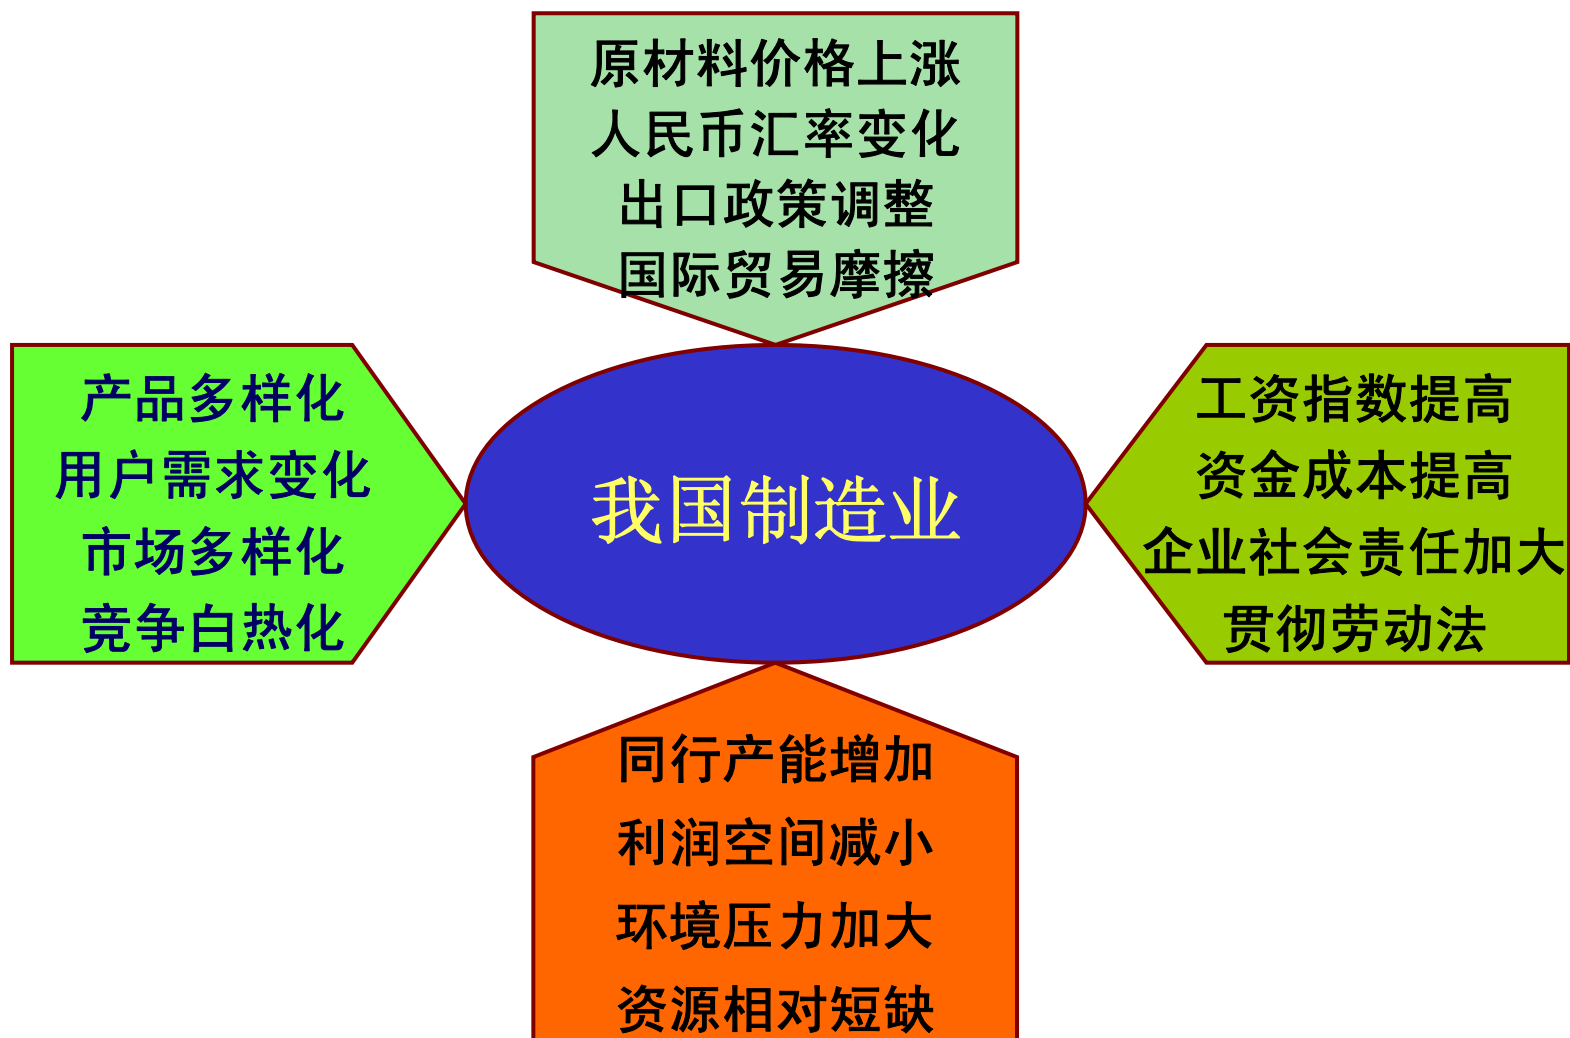 原材料价格上涨
人民币汇率变化
出口政策调整
国际贸易摩擦
产品多样化
用户需求变化
市场多样化
竞争白热化
我国制造业
工资指数提高
资金成本提高
企业社会责任加大
贯彻劳动法
同行产能增加
利润空间减小
环境压力加大
资源相对短缺